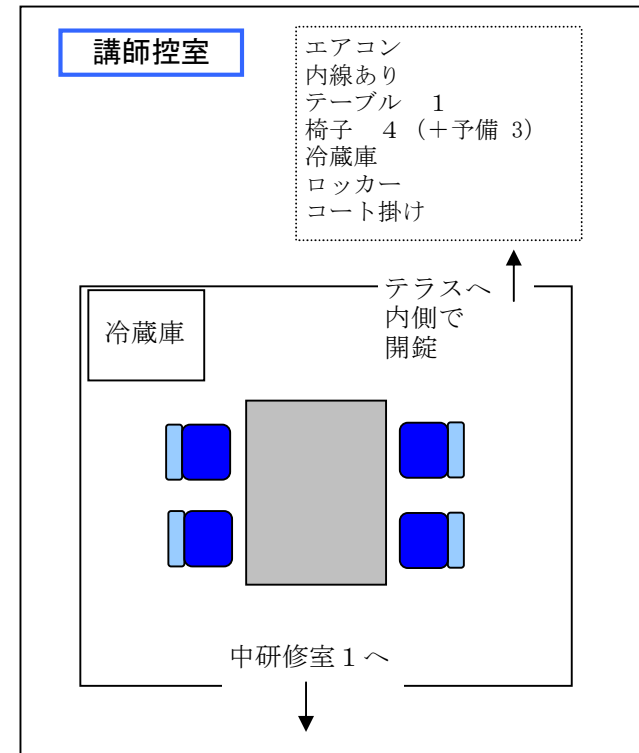 講師控室
エアコン
内線あり
テーブル　１
椅子　４（＋予備 3）
冷蔵庫
ロッカー
コート掛け
テラスへ
内側で
開錠
冷蔵庫
中研修室１へ